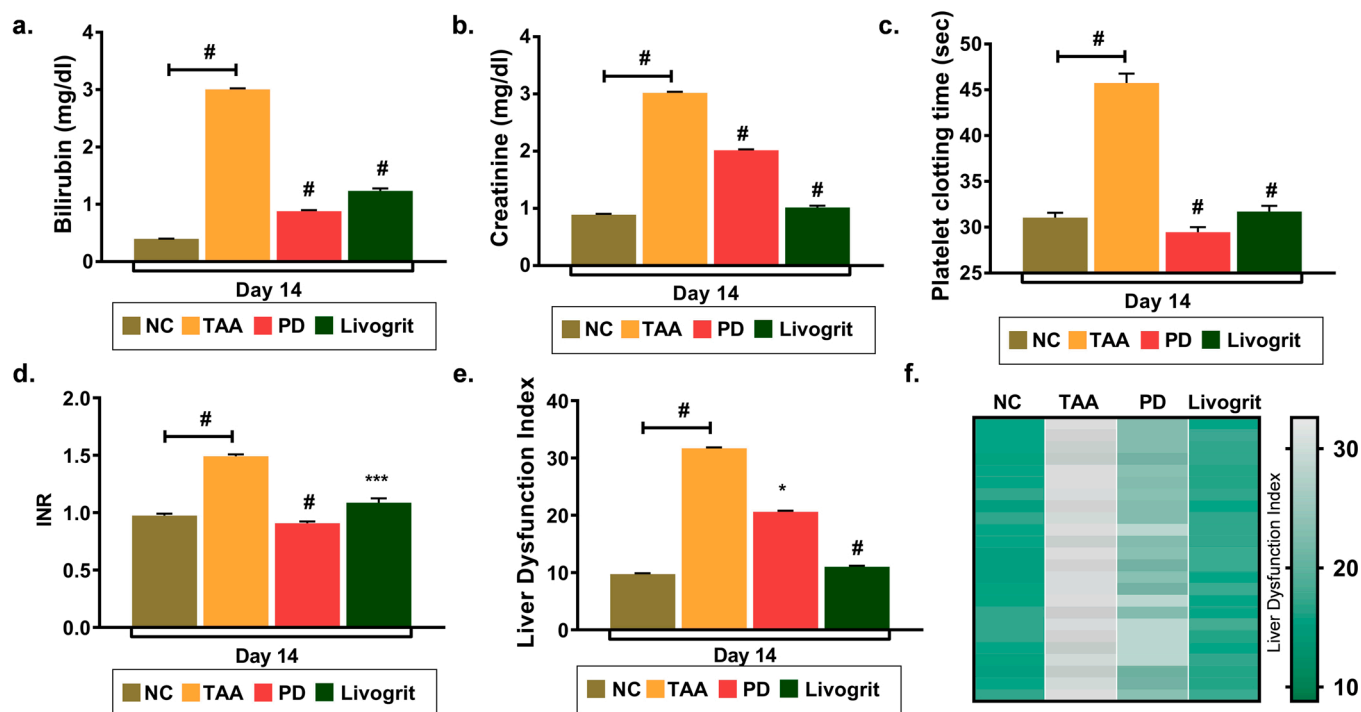 a.
Bilirubin (mg/dl)
4
3
2
1
0
#
#
#
Day 14
NC TAA PD Livogrit
b.
Creatinine (mg/dl)
4
3
2
1
0
#
#
#
Day 14
NC TAA PD Livogrit
c.
Platelet clotting time (sec)
50
45
40
35
30
25
#
#
#
Day 14
NC TAA PD Livogrit
d.
INR
2.0
1.5
1.0
0.5
0.0
#
#
***
Day 14
NC TAA PD Livogrit
e.
Liver Dysfunction Index
40
30
20
10
0
#
*
#
Day 14
NC TAA PD Livogrit
f.
NC TAA PD Livogrit
Liver Dysfunction Index
30
20
10